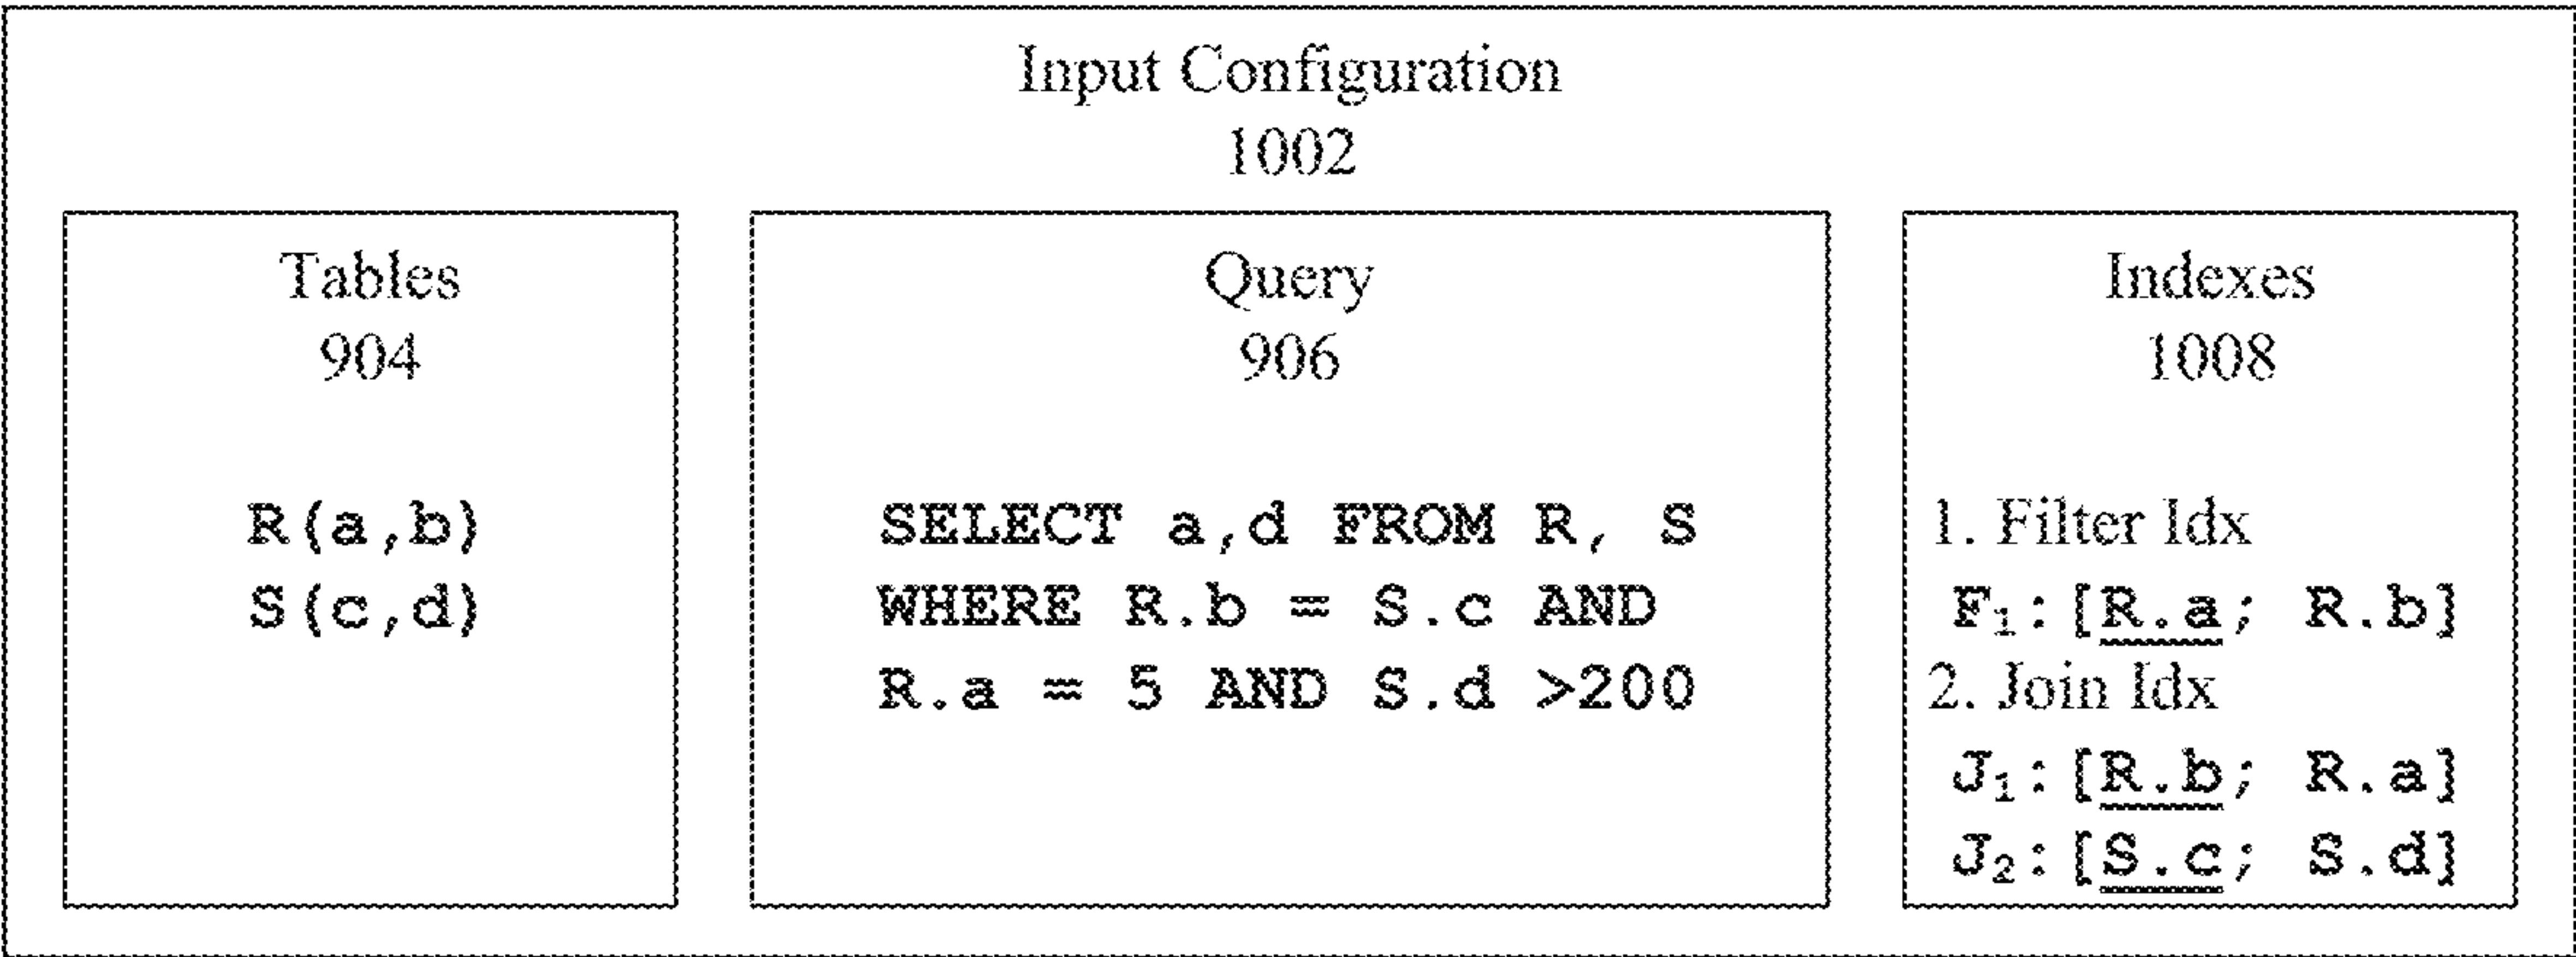 Input Configuration
1002
Tables
904
R(a,b)
S(c,d)
Query
906
SELECT a,d FROM R, S
WHERE R.b = S.c AND
R.a = 5 AND S.d >200
Indexes
1008
1. Filter Idx
F₁:[R.a; R.b]
2. Join Idx
J₁:[R.b; R.a]
J₂:[S.c; S.d]